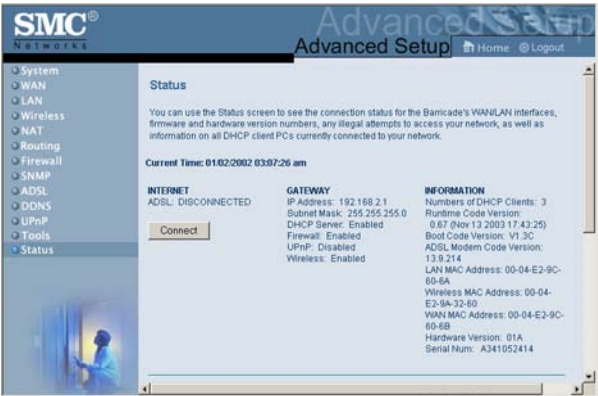 SMC®
Networks
Advanced Setup
Advanced Setup
Home
Logout
System
WAN
LAN
Wireless
NAT
Routing
Firewall
SNMP
ADSL
DDNS
UPnP
Tools
Status
Status
You can use the Status screen to see the connection status for the Barricade's WAN/LAN interfaces,
firmware and hardware version numbers, any illegal attempts to access your network, as well as
information on all DHCP client PCs currently connected to your network.
Current Time: 01/02/2002 03:07:26 am
INTERNET
ADSL: DISCONNECTED
Connect
GATEWAY
IP Address: 192.168.2.1
Subnet Mask: 255.255.255.0
DHCP Server: Enabled
Firewall: Enabled
UPnP: Disabled
Wireless: Enabled
INFORMATION
Numbers of DHCP Clients: 3
Runtime Code Version:
0.67 (Nov 13 2003 17:43:25)
Boot Code Version: V1.3C
ADSL Modem Code Version:
13.9.214
LAN MAC Address: 00-04-E2-9C-
60-6A
Wireless MAC Address: 00-04-
E2-9A-32-60
WAN MAC Address: 00-04-E2-9C-
60-6B
Hardware Version: 01A
Serial Num: A341052414